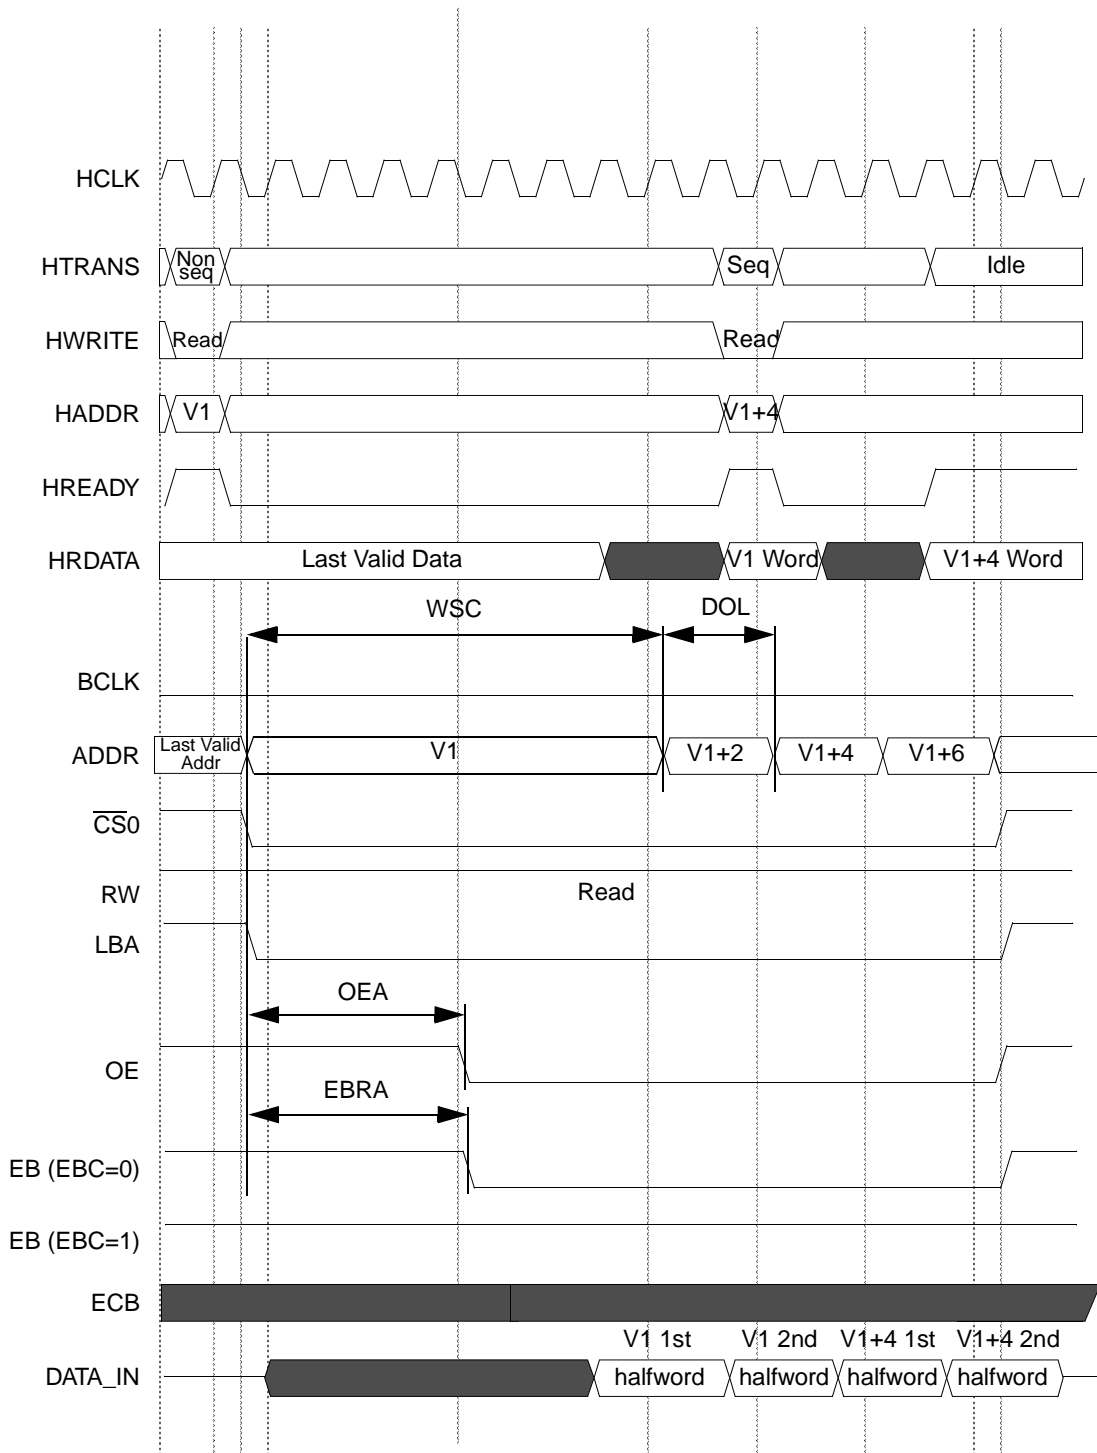 HCLK
HTRANS
Non
seq
Seq
Idle
HWRITE
Read
Read
HADDR
V1
V1+4
HREADY
HRDATA
Last Valid Data
V1 Word
V1+4 Word
WSC
DOL
BCLK
ADDR
Last Valid
Addr
V1
V1+2
V1+4
V1+6
CS0
RW
Read
LBA
OEA
OE
EBRA
EB (EBC=0)
EB (EBC=1)
ECB
V1 1st
V1 2nd
V1+4 1st
V1+4 2nd
DATA_IN
halfword
halfword
halfword
halfword